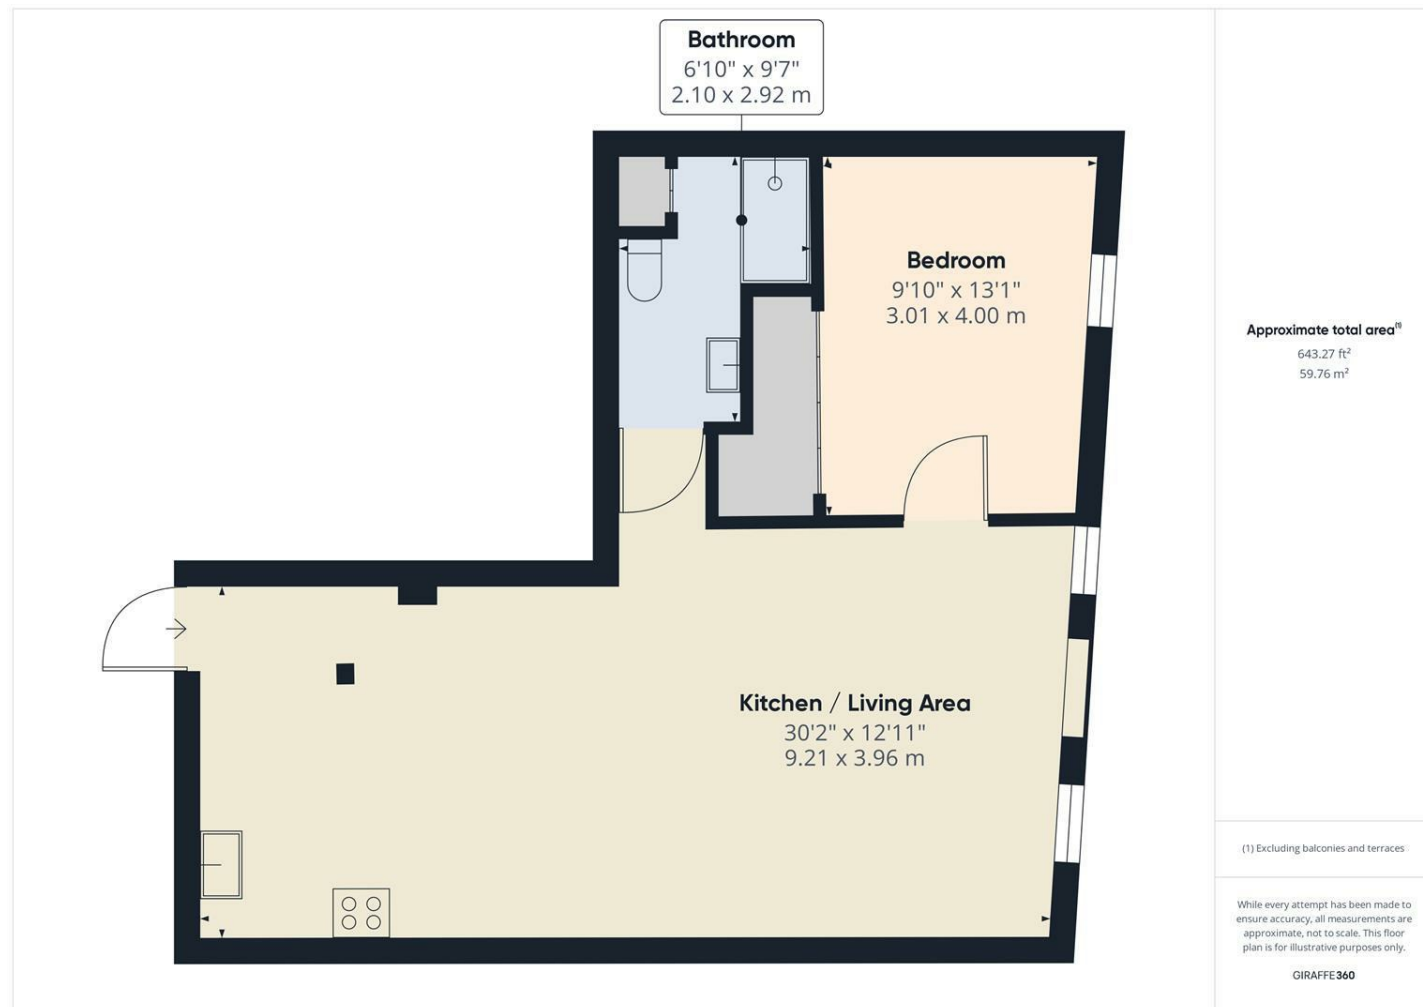 Bathroom
6'10" x 9'7"
2.10 x 2.92 m
Bedroom
9'10" x 13'1"
3.01 x 4.00 m
Kitchen / Living Area
30'2" x 12'11"
9.21 x 3.96 m
Approximate total area⁽¹⁾
643.27 ft²
59.76 m²
(1) Excluding balconies and terraces
While every attempt has been made to
ensure accuracy, all measurements are
approximate, not to scale. This floor
plan is for illustrative purposes only.
GIRAFFE360